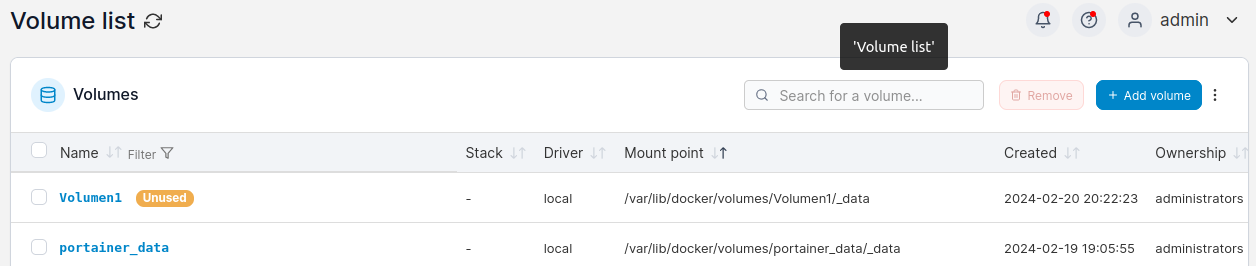 Volume list
admin
'Volume list'
Volumes
Search for a volume...
Remove
+ Add volume
Name Filter Stack Driver Mount point Created Ownership
Volumen1 Unused - local /var/lib/docker/volumes/Volumen1/_data 2024-02-20 20:22:23 administrators
portainer_data - local /var/lib/docker/volumes/portainer_data/_data 2024-02-19 19:05:55 administrators